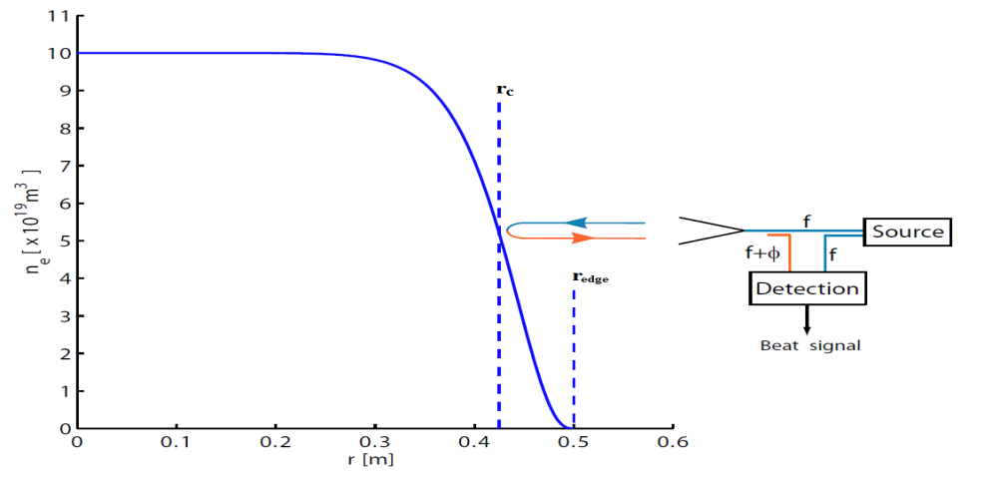 11
10
9
8
7
6
5
4
3
2
1
0
n_e [ x 10^19 m^3 ]
0
0.1
0.2
0.3
0.4
0.5
0.6
r [m]
r_c
r_edge
f
Source
f+ϕ
f
Detection
Beat signal